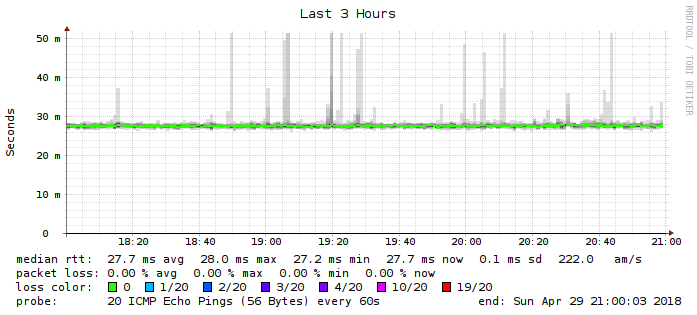 Last 3 Hours
RRDTOOL / TOBI OETIKER
Seconds
50 m
40 m
30 m
20 m
10 m
0
18:20 18:40 19:00 19:20 19:40 20:00 20:20 20:40 21:00
median rtt: 27.7 ms avg 28.0 ms max 27.2 ms min 27.7 ms now 0.1 ms sd 222.0 am/s
packet loss: 0.00 % avg 0.00 % max 0.00 % min 0.00 % now
loss color: 0 1/20 2/20 3/20 4/20 10/20 19/20
probe: 20 ICMP Echo Pings (56 Bytes) every 60s end: Sun Apr 29 21:00:03 2018